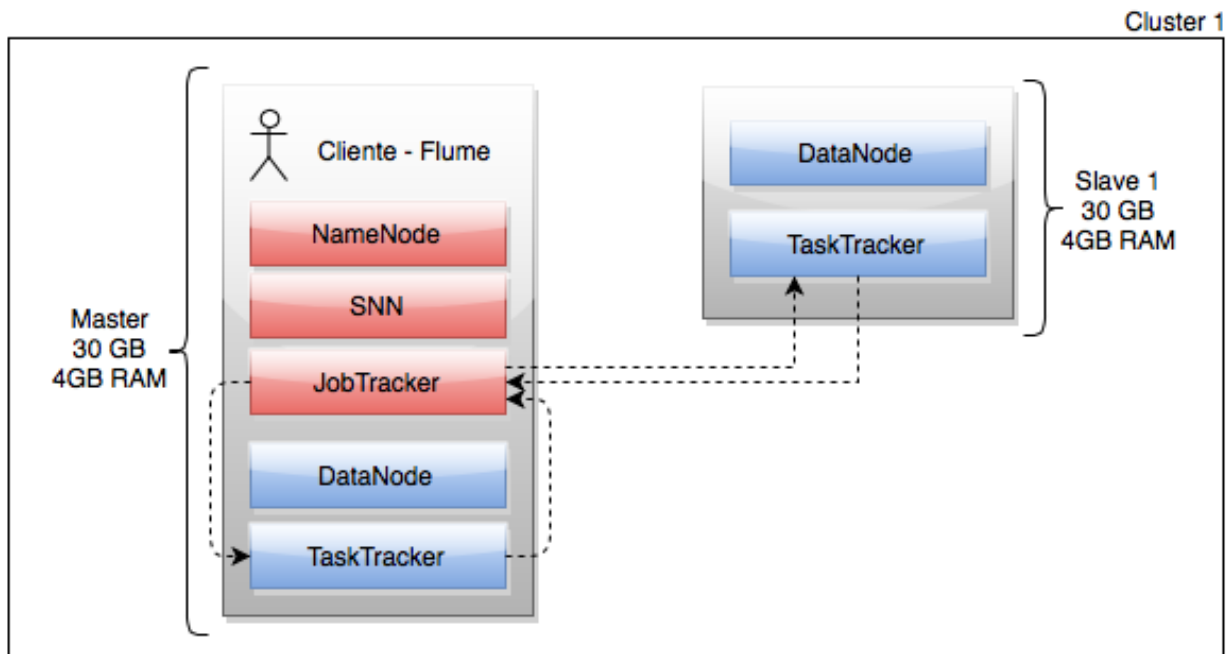 Cluster 1
Cliente - Flume
NameNode
SNN
JobTracker
DataNode
TaskTracker
Master
30 GB
4GB RAM
DataNode
TaskTracker
Slave 1
30 GB
4GB RAM